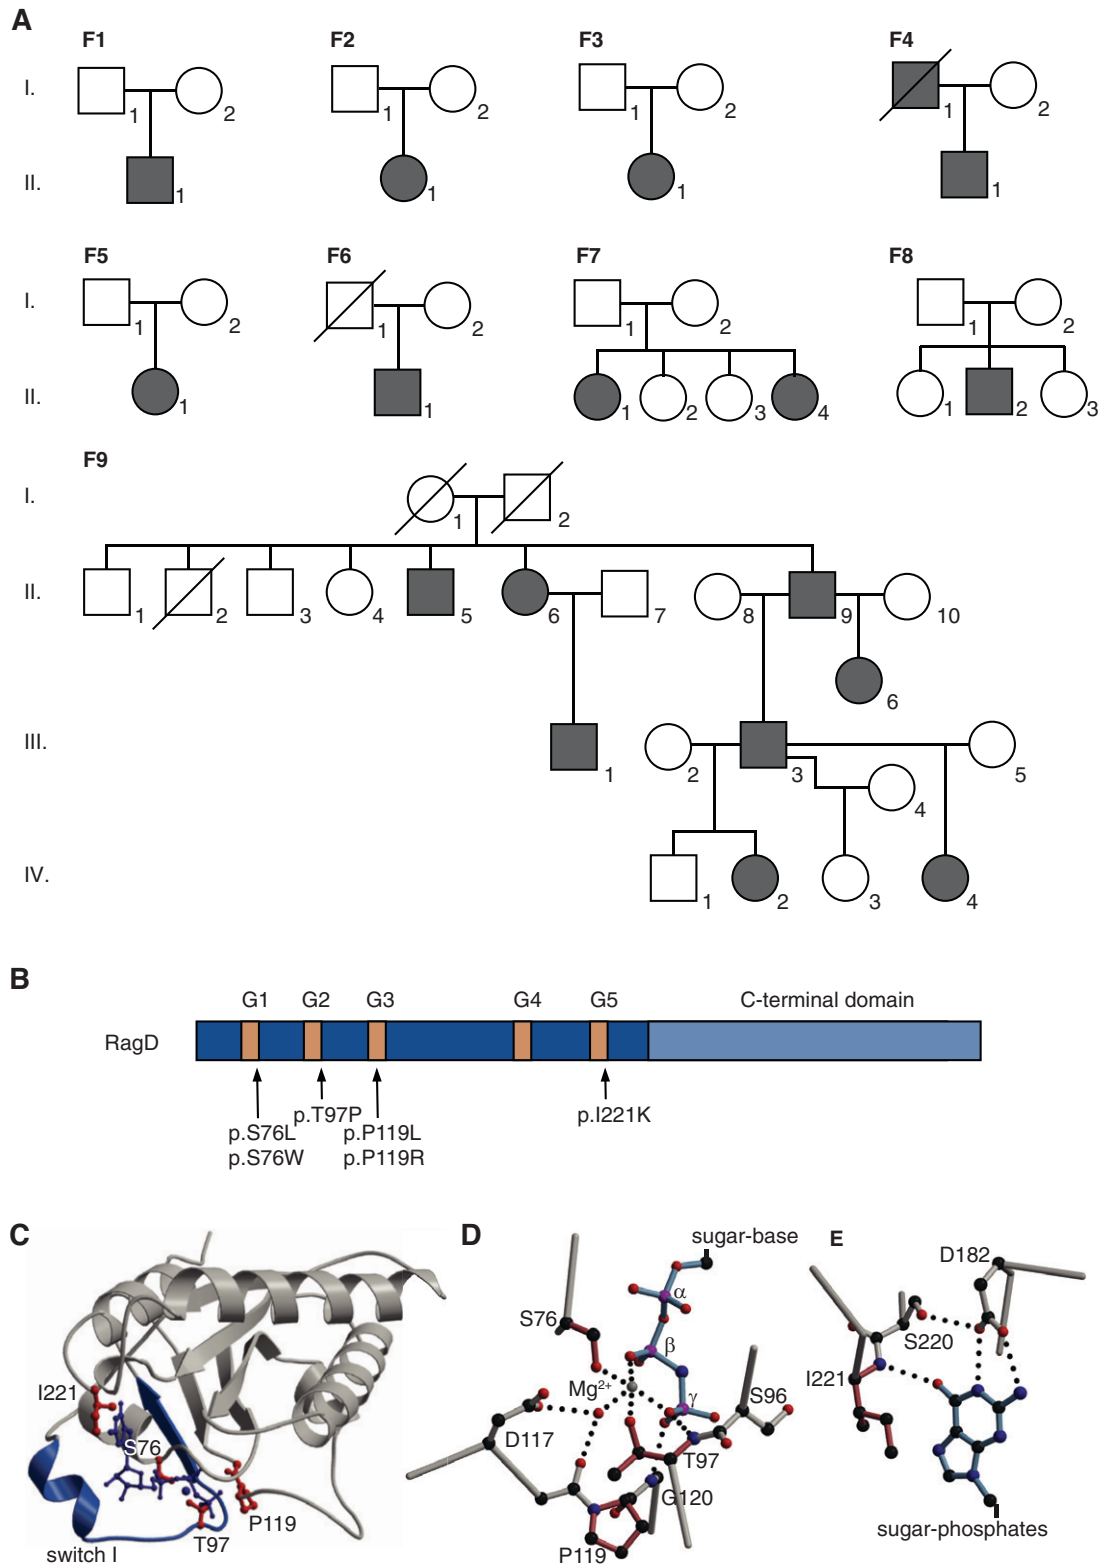 A
F1 F2 F3 F4
I.
1 2 1 2 1 2 1 2
II.
1 1 1 1
F5 F6 F7 F8
I.
1 2 1 2 1 2 1 2
II.
1 1 1 2 3 4 1 2 3
F9
I.
1 2
II.
1 2 3 4 5 6 7 8 9 10
6
III.
1 2 3 4 5
IV.
1 2 3 4
B
G1 G2 G3 G4 G5 C-terminal domain
RagD
p.T97P p.I221K
p.S76L p.P119L
p.S76W p.P119R
C
I221
S76
P119
T97
switch I
D
sugar-base
α
S76
β
Mg2+
γ
S96
D117
T97
G120
P119
E
D182
S220
I221
sugar-phosphates